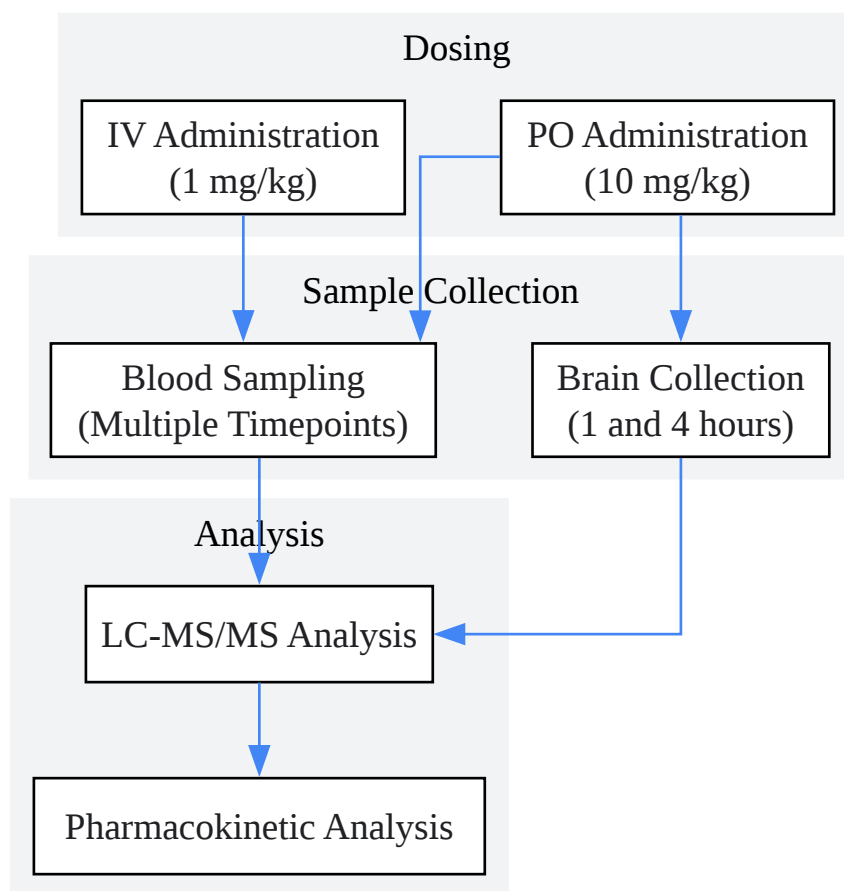 Dosing
IV Administration
(1 mg/kg)
PO Administration
(10 mg/kg)
Sample Collection
Blood Sampling
(Multiple Timepoints)
Brain Collection
(1 and 4 hours)
Analysis
LC-MS/MS Analysis
Pharmacokinetic Analysis